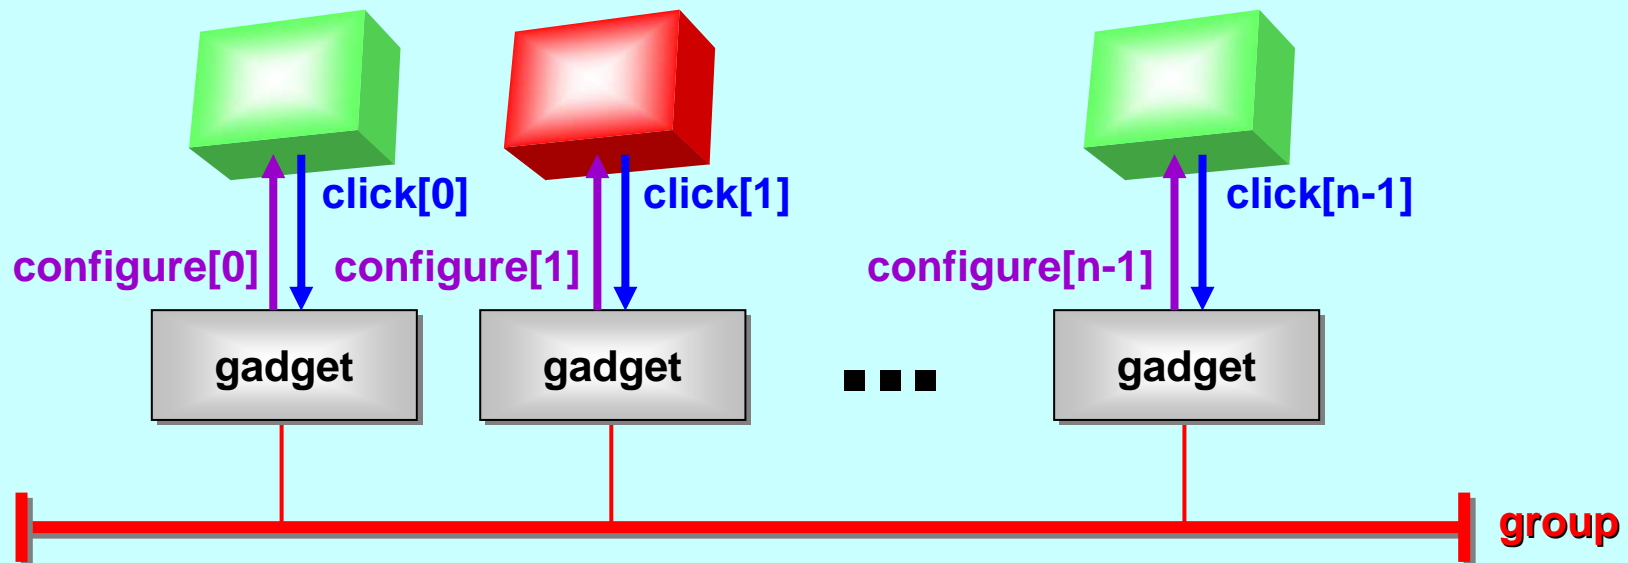 click[0]
click[1]
click[n-1]
configure[0]
configure[1]
configure[n-1]
gadget
gadget
gadget
group